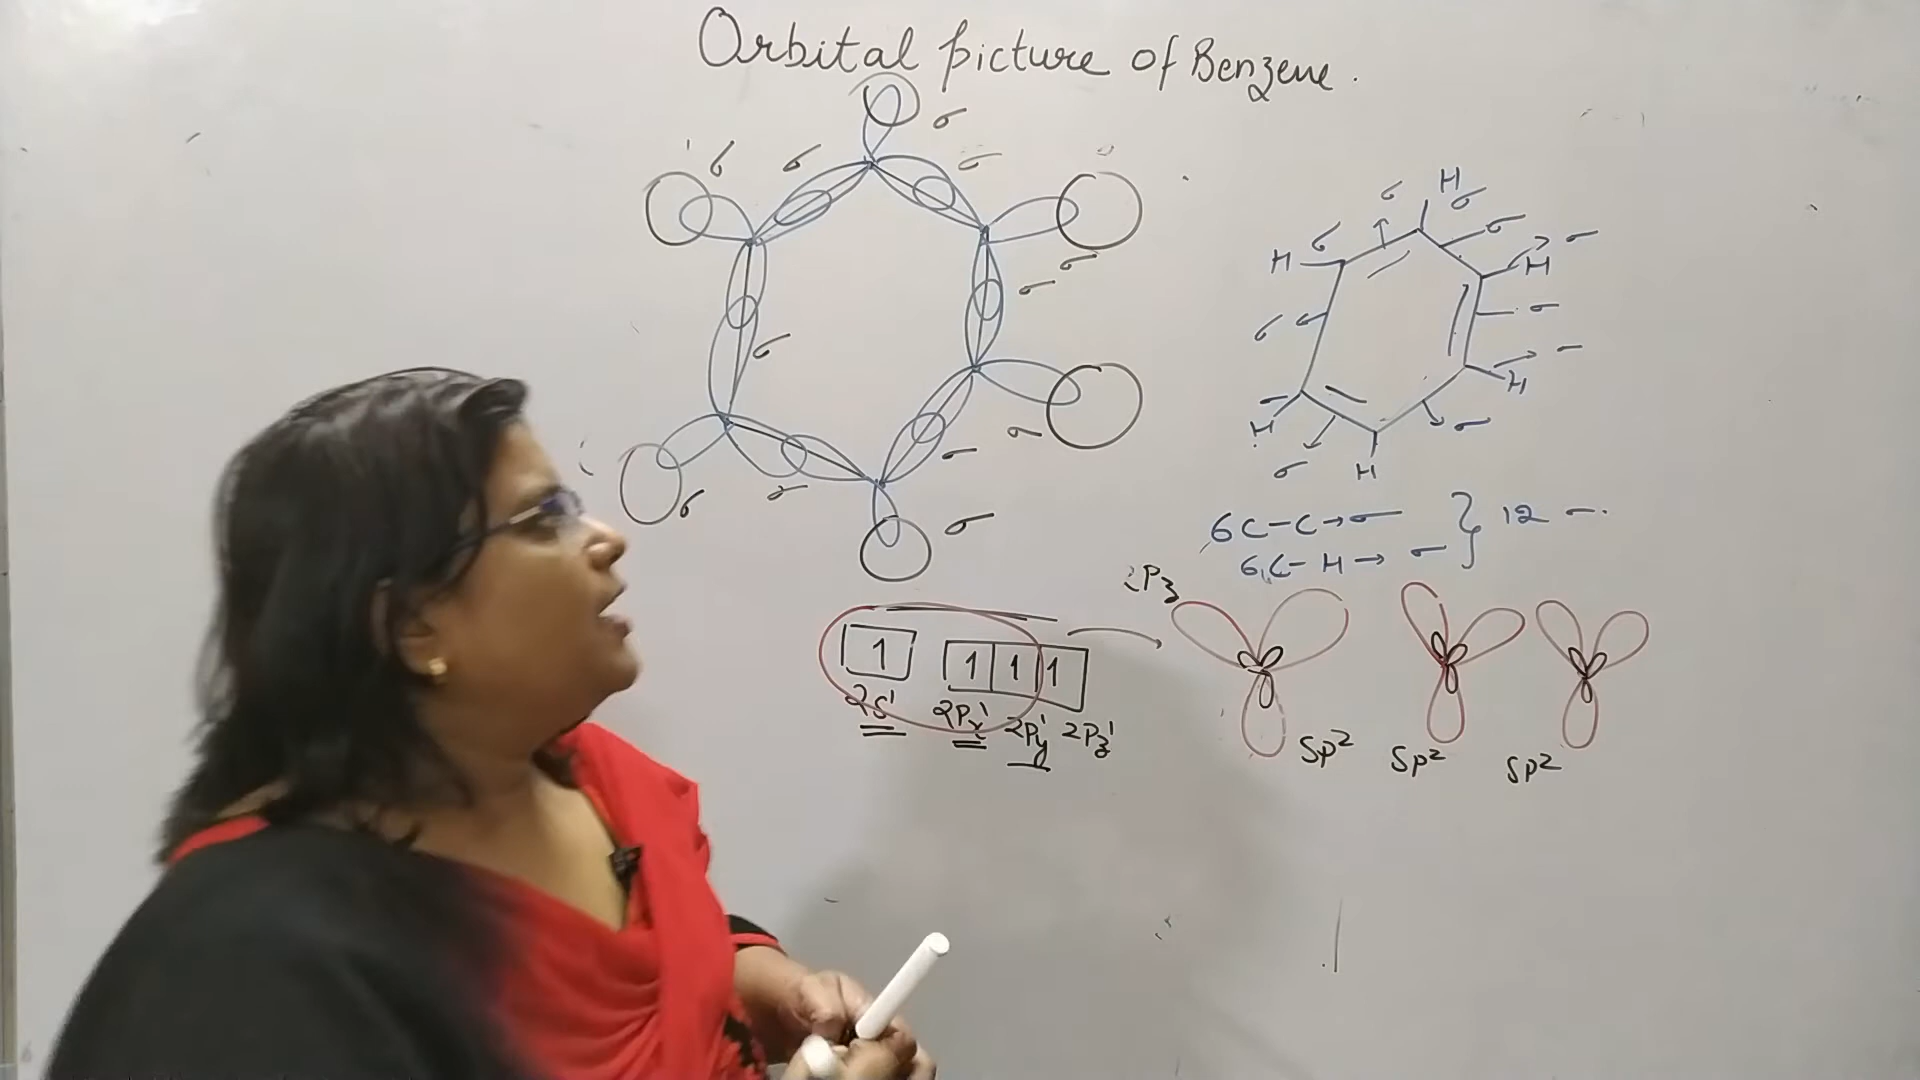 Orbital picture of Benzene.
σ
σ σ σ
σ
σ
σ
σ
σ
σ σ
σ
H
σ σ
σ σ
H H σ
σ σ
σ
H H
σ
σ H
6 C-C → σ } 12 σ
6 C-H → σ
2Pz
1 1 1 1
2S¹ 2Px¹ 2Py¹ 2Pz¹
Sp² Sp² Sp²